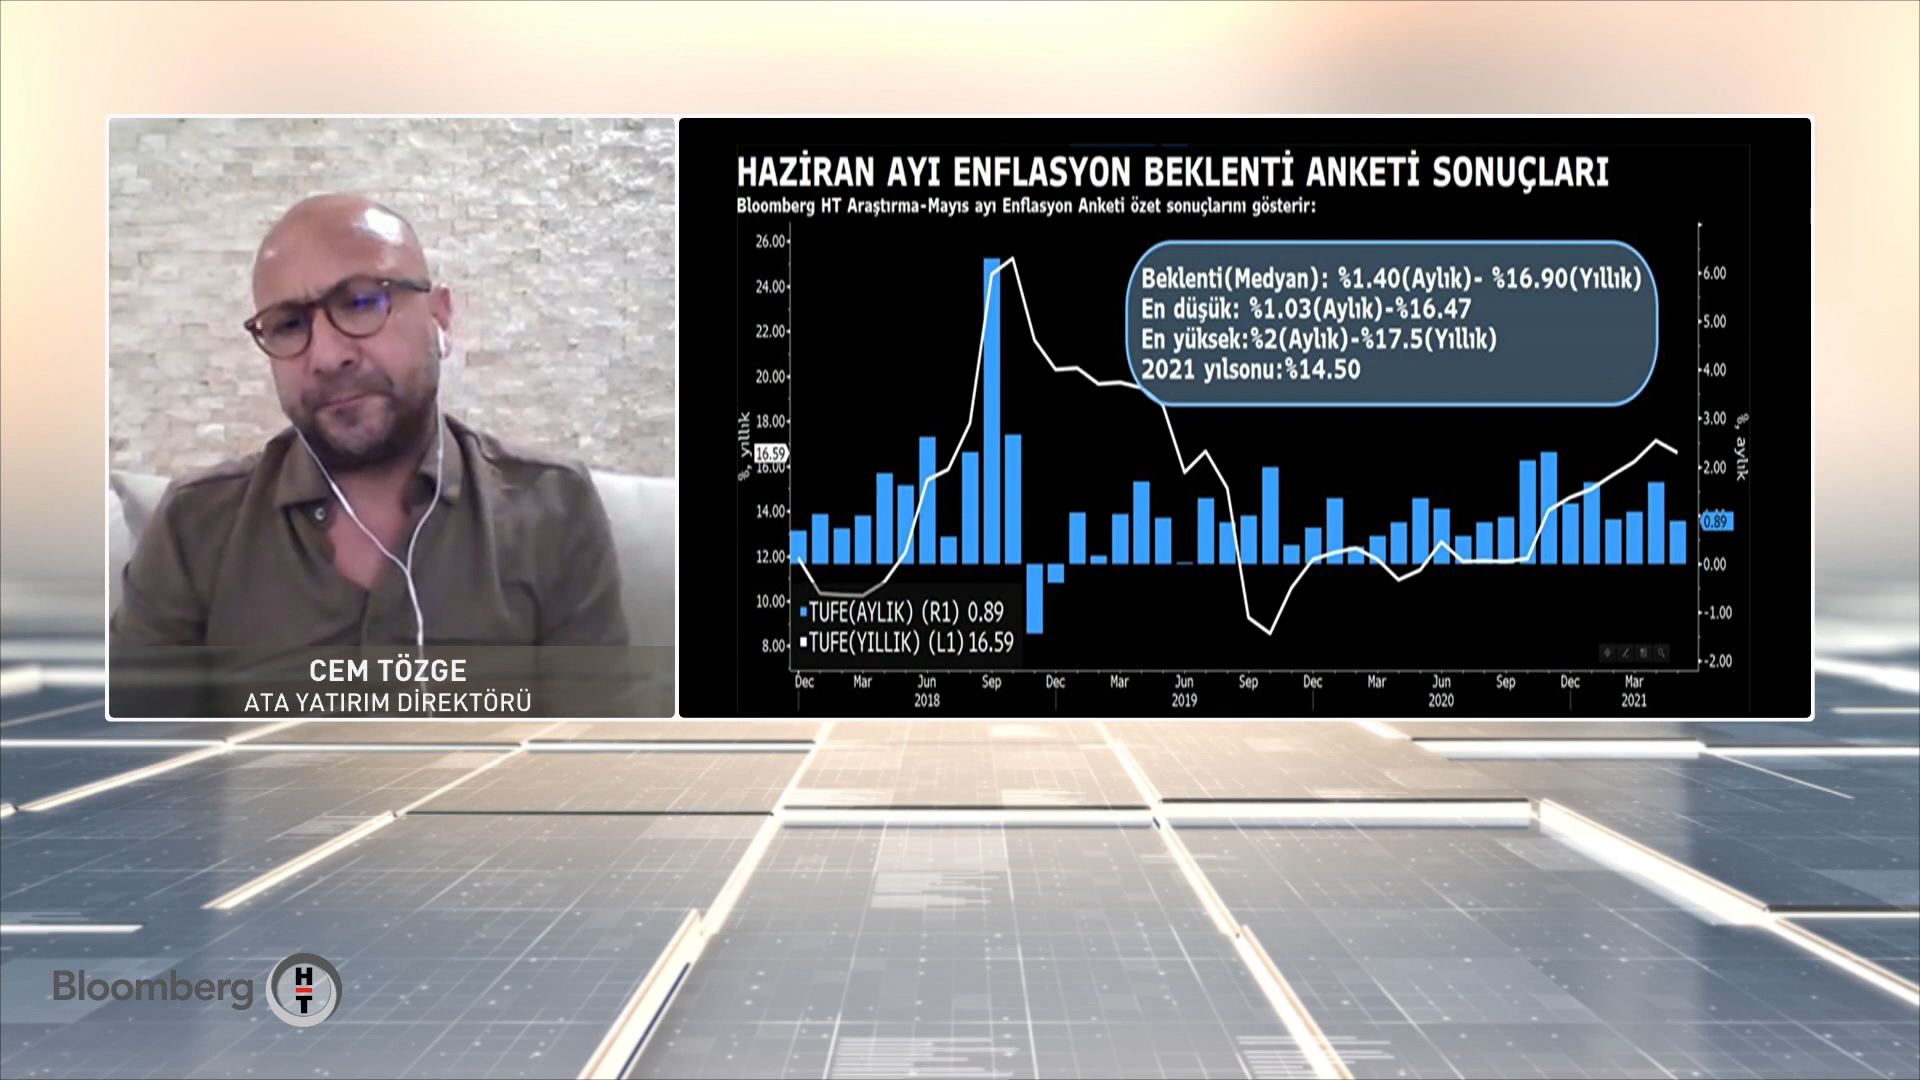 HAZİRAN AYI ENFLASYON BEKLENTİ ANKETİ SONUÇLARI
Bloomberg HT Araştırma-Mayıs ayı Enflasyon Anketi özet sonuçlarını gösterir:
Beklenti(Medyan): %1.40(Aylık)- %16.90(Yıllık)
En düşük: %1.03(Aylık)-%16.47
En yüksek:%2(Aylık)-%17.5(Yıllık)
2021 yılsonu:%14.50
26.00
24.00
22.00
20.00
18.00
16.59
16.00
14.00
12.00
10.00
8.00
%, yıllık
6.00
5.00
4.00
3.00
2.00
0.89
0.00
-1.00
-2.00
%, aylık
TUFE(AYLIK) (R1) 0.89
TUFE(YILLIK) (L1) 16.59
Dec Mar Jun Sep Dec Mar Jun Sep Dec Mar Jun Sep Dec Mar
2018 2019 2020 2021
CEM TÖZGE
ATA YATIRIM DİREKTÖRÜ
Bloomberg HT